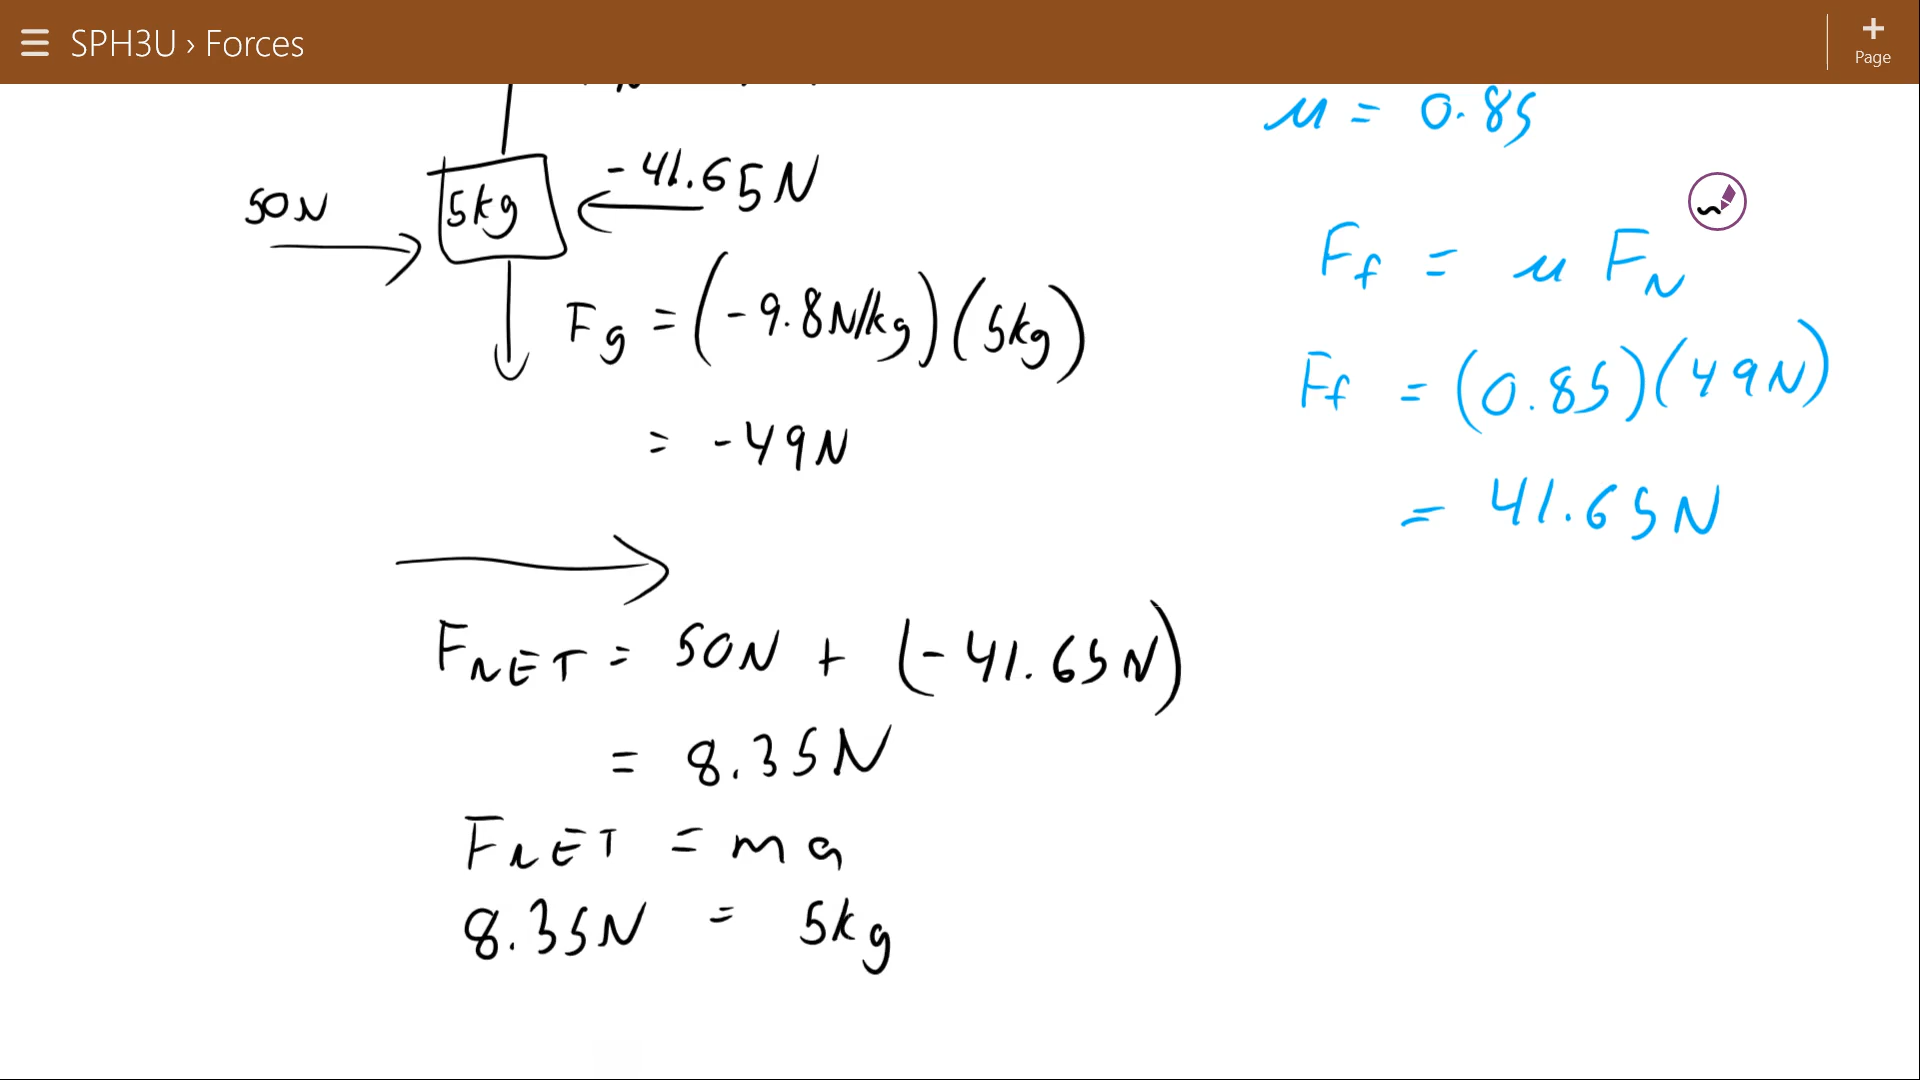 SPH3U › Forces
Page
μ = 0.85
-41.65N
50N
5kg
Ff = μ FN
Fg = (-9.8N/kg)(5kg)
Ff = (0.85)(49N)
= -49N
= 41.65N
FNET = 50N + (-41.65N)
= 8.35N
FNET = ma
8.35N = 5kg